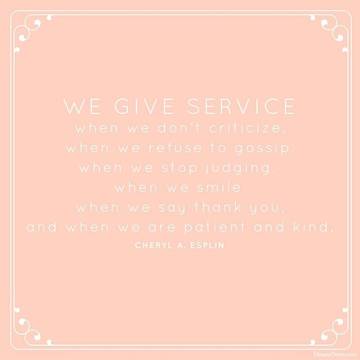 WE GIVE SERVICE
when we don't criticize,
when we refuse to gossip,
when we stop judging,
when we smile,
when we say thank you,
and when we are patient and kind.
CHERYL A. ESPLIN